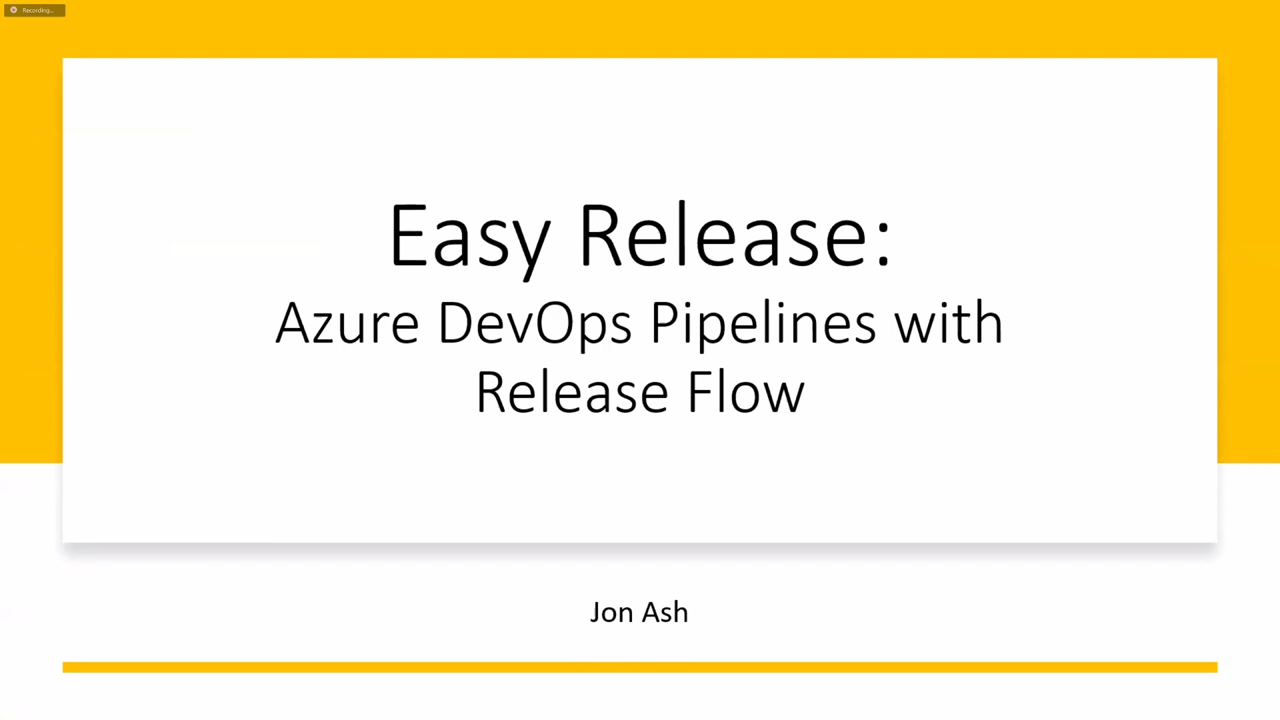 Recording...
Easy Release:
Azure DevOps Pipelines with
Release Flow
Jon Ash